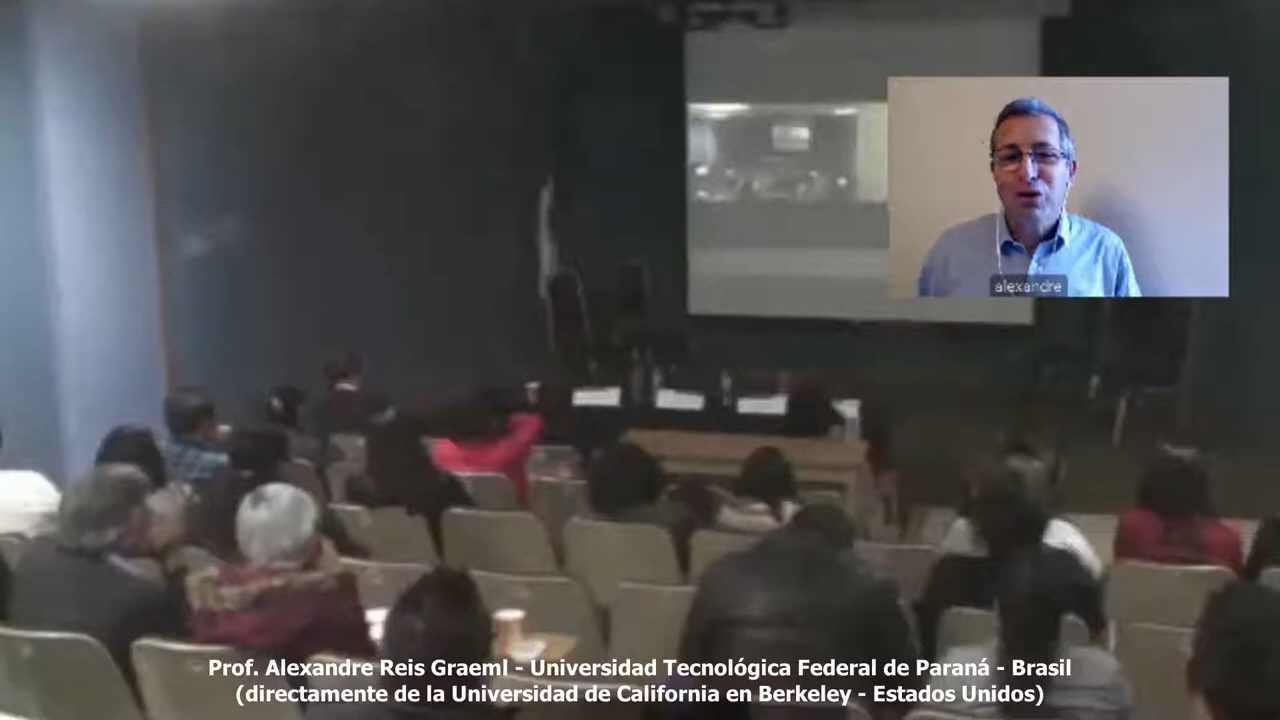 alexandre
Prof. Alexandre Reis Graeml - Universidad Tecnológica Federal de Paraná - Brasil
(directamente de la Universidad de California en Berkeley - Estados Unidos)